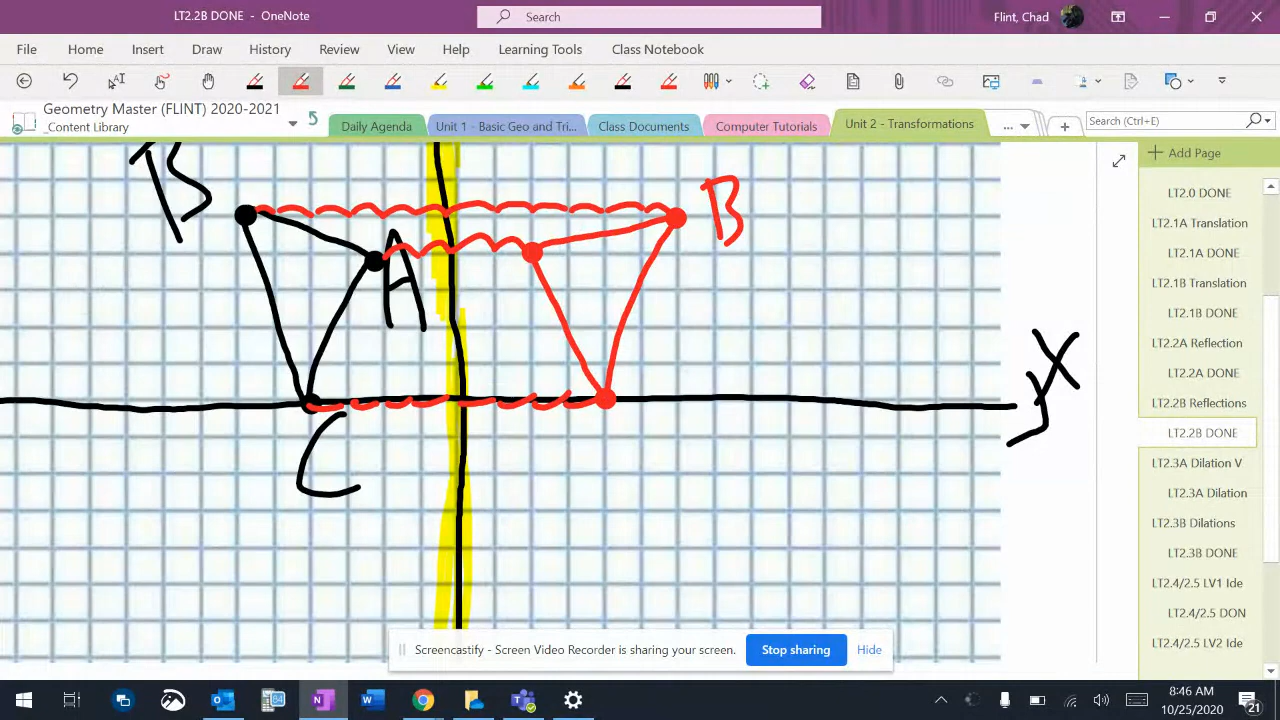 LT2.2B DONE - OneNote
Search
Flint, Chad
File Home Insert Draw History Review View Help Learning Tools Class Notebook
Geometry Master (FLINT) 2020-2021
_Content Library
Daily Agenda
Unit 1 - Basic Geo and Tri...
Class Documents
Computer Tutorials
Unit 2 - Transformations
...
Search (Ctrl+E)
Add Page
LT2.0 DONE
LT2.1A Translation
LT2.1A DONE
LT2.1B Translation
LT2.1B DONE
LT2.2A Reflection
LT2.2A DONE
LT2.2B Reflections
LT2.2B DONE
LT2.3A Dilation V
LT2.3A Dilation
LT2.3B Dilations
LT2.3B DONE
LT2.4/2.5 LV1 Ide
LT2.4/2.5 DON
LT2.4/2.5 LV2 Ide
B
B
A
X
C
Screencastify - Screen Video Recorder is sharing your screen.
Stop sharing
Hide
8:46 AM
10/25/2020
21